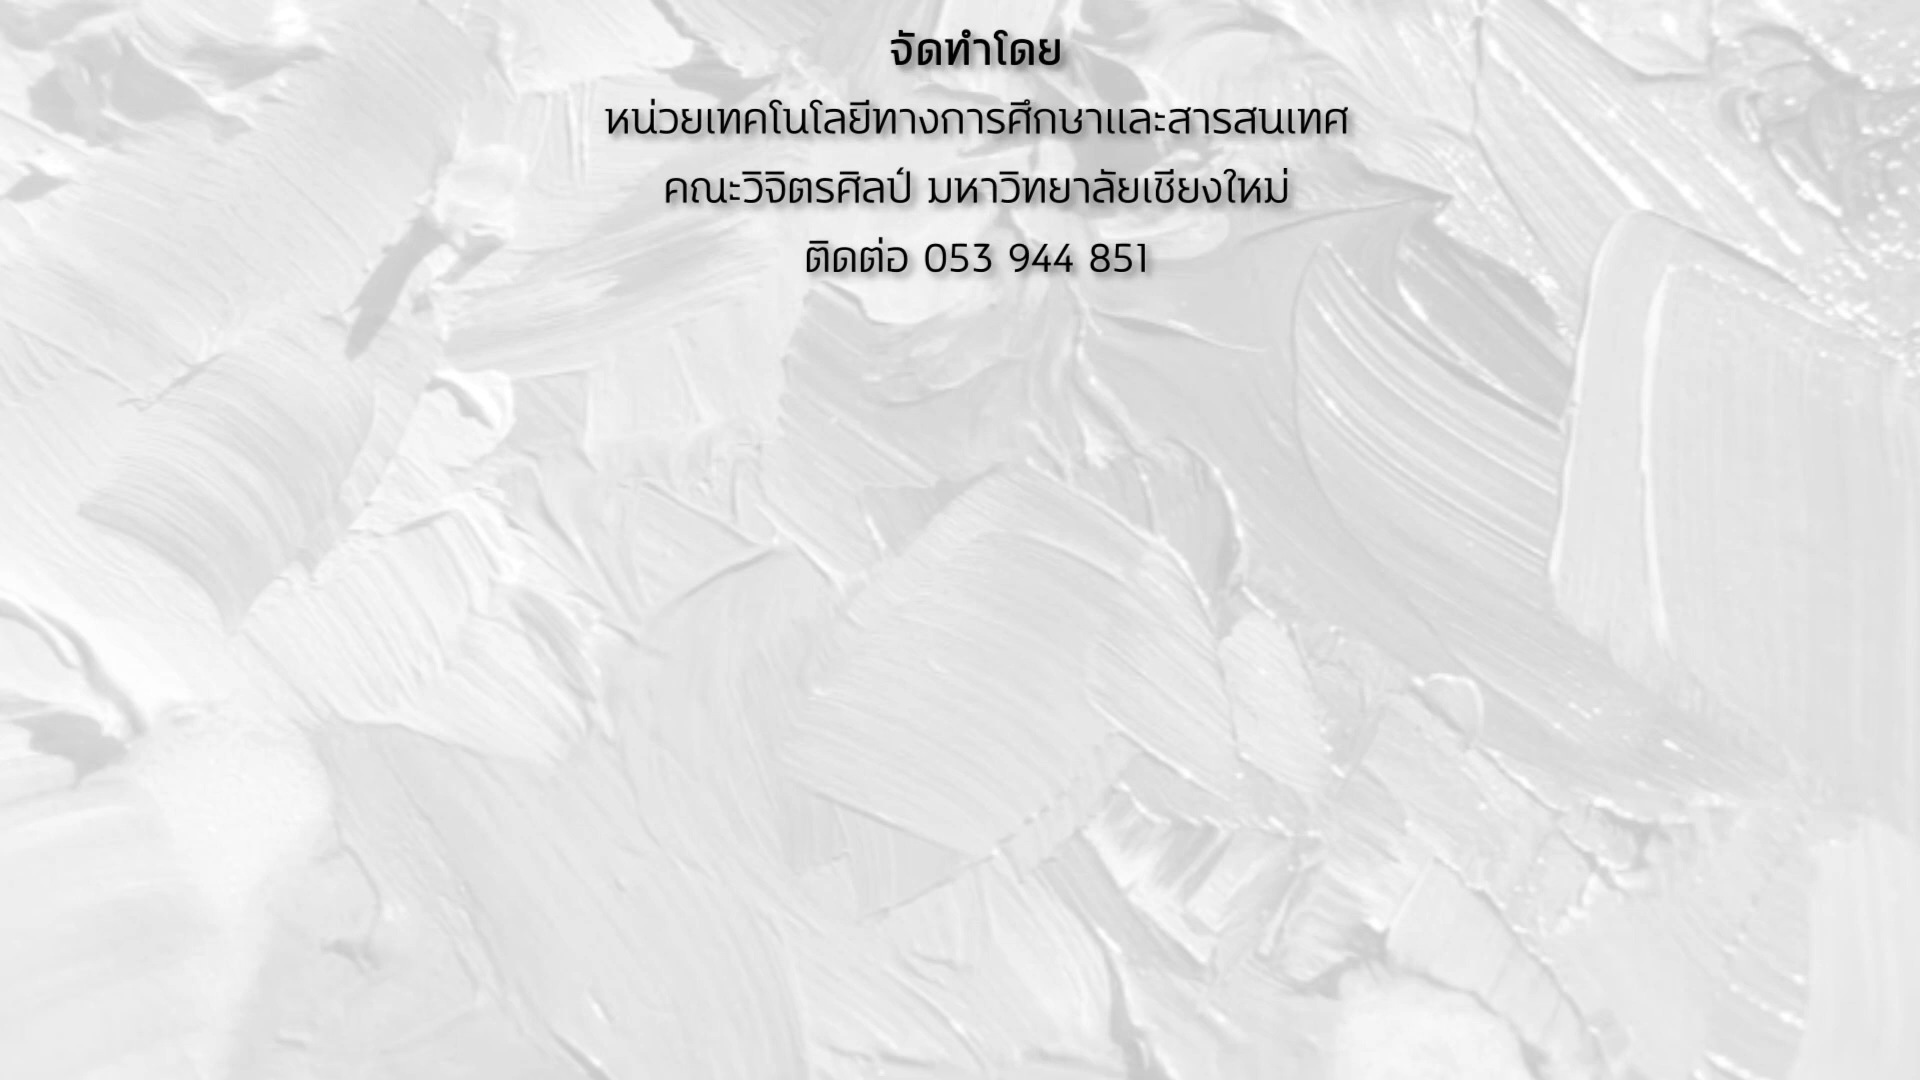 จัดทำโดย
หน่วยเทคโนโลยีทางการศึกษาและสารสนเทศ
คณะวิจิตรศิลป์ มหาวิทยาลัยเชียงใหม่
ติดต่อ 053 944 851